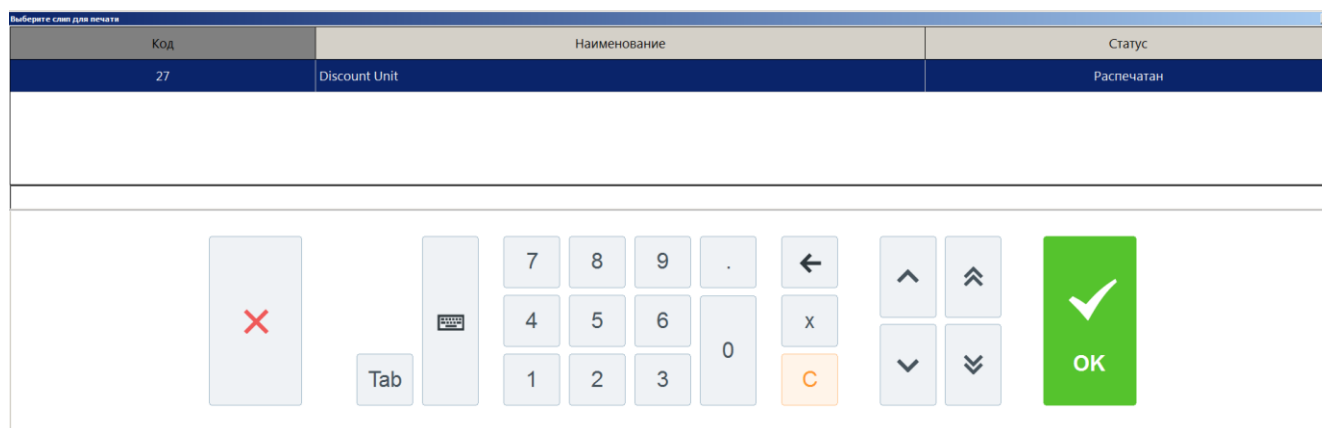 Выберите слип для печати
Код Наименование Статус
27 Discount Unit Распечатан
7 8 9 .
4 5 6 x
0
Tab 1 2 3 C
OK